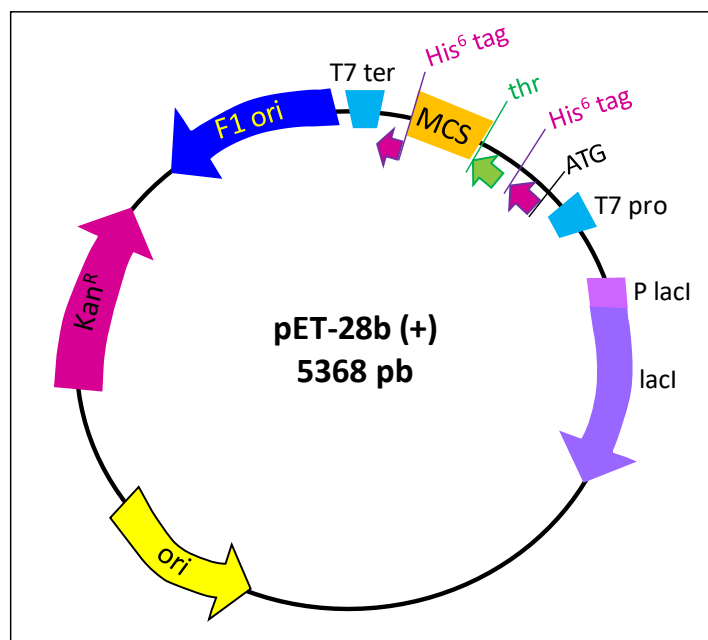 His⁶ tag
T7 ter
thr
MCS
His⁶ tag
F1 ori
ATG
T7 pro
Kanᴿ
P lacI
pET-28b (+)
5368 pb
lacI
ori